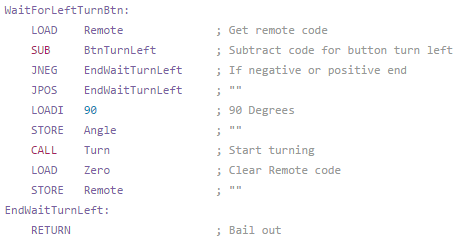 WaitForLeftTurnBtn:
    LOAD    Remote              ; Get remote code
    SUB     BtnTurnLeft         ; Subtract code for button turn left
    JNEG    EndWaitTurnLeft     ; If negative or positive end
    JPOS    EndWaitTurnLeft     ; ""
    LOADI   90                  ; 90 Degrees
    STORE   Angle               ; ""
    CALL    Turn                ; Start turning
    LOAD    Zero                ; Clear Remote code
    STORE   Remote              ; ""
EndWaitTurnLeft:
    RETURN                      ; Bail out